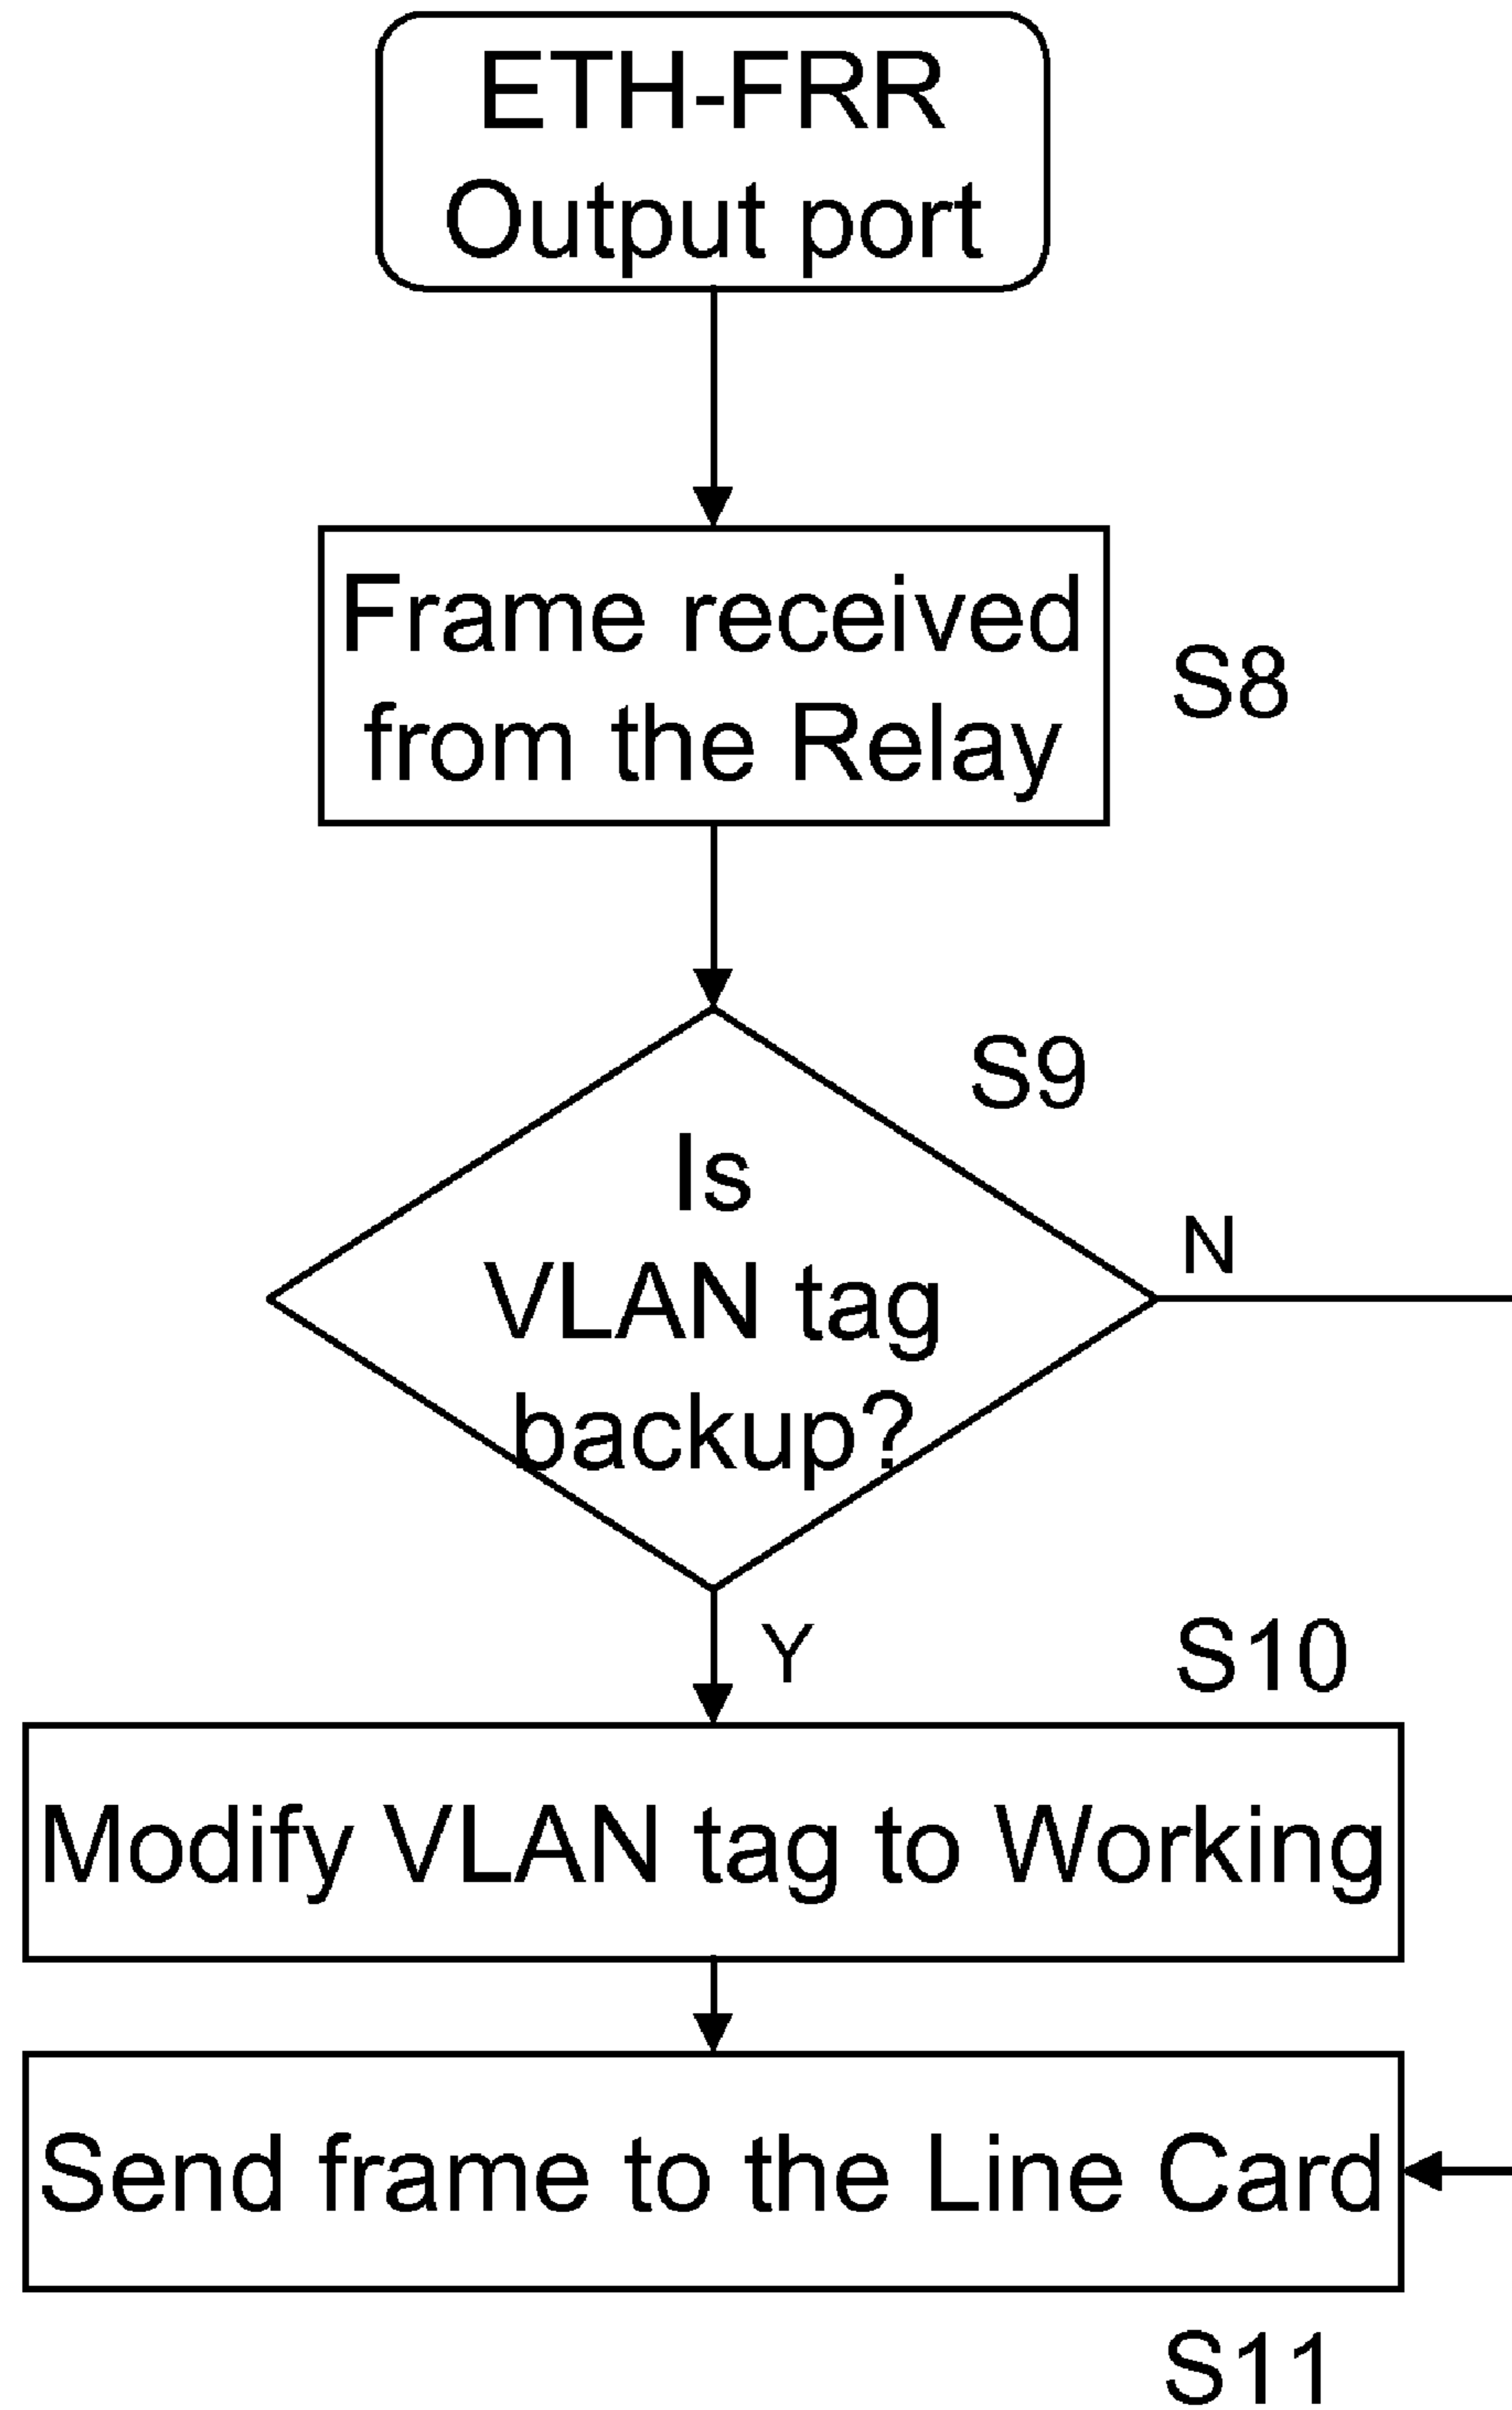 ETH-FRR
Output port
Frame received
from the Relay
S8
S9
Is
VLAN tag
backup?
N
Y
S10
Modify VLAN tag to Working
Send frame to the Line Card
S11